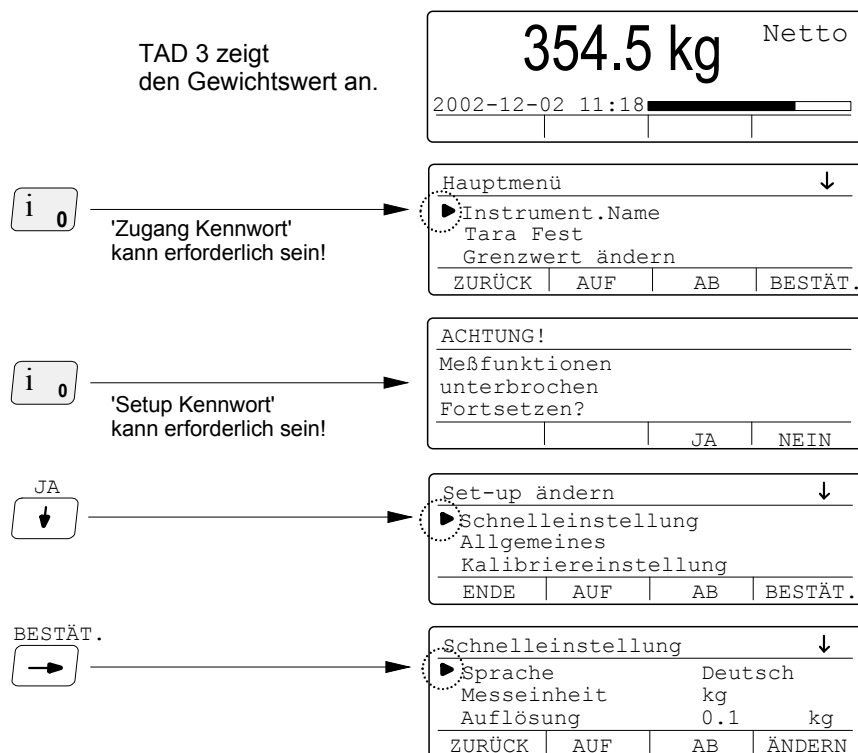 TAD 3 zeigt
den Gewichtswert an.
354.5 kg Netto
2002-12-02 11:18
i 0
'Zugang Kennwort'
kann erforderlich sein!
Hauptmenü ↓
Instrument.Name
Tara Fest
Grenzwert ändern
ZURÜCK AUF AB BESTÄT.
i 0
'Setup Kennwort'
kann erforderlich sein!
ACHTUNG!
Meßfunktionen
unterbrochen
Fortsetzen?
JA NEIN
JA
Set-up ändern ↓
Schnelleinstellung
Allgemeines
Kalibriereinstellung
ENDE AUF AB BESTÄT.
BESTÄT.
Schnelleinstellung ↓
Sprache Deutsch
Messeinheit kg
Auflösung 0.1 kg
ZURÜCK AUF AB ÄNDERN